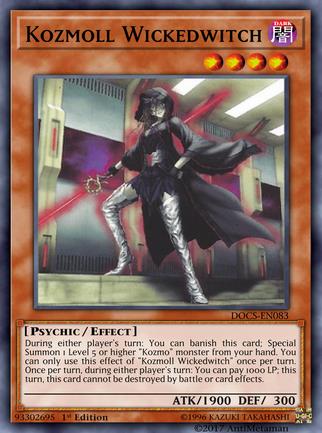 Kozmoll Wickedwitch
DARK
闇
DOCS-EN083
[Psychic / Effect]
During either player's turn: You can banish this card; Special
Summon 1 Level 5 or higher "Kozmo" monster from your hand. You
can only use this effect of "Kozmoll Wickedwitch" once per turn.
Once per turn, during either player's turn: You can pay 1000 LP; this
turn, this card cannot be destroyed by battle or card effects.
ATK/1900 DEF/ 300
93302695 1st Edition ©1996 KAZUKI TAKAHASHI
©2017 AntiMetaman